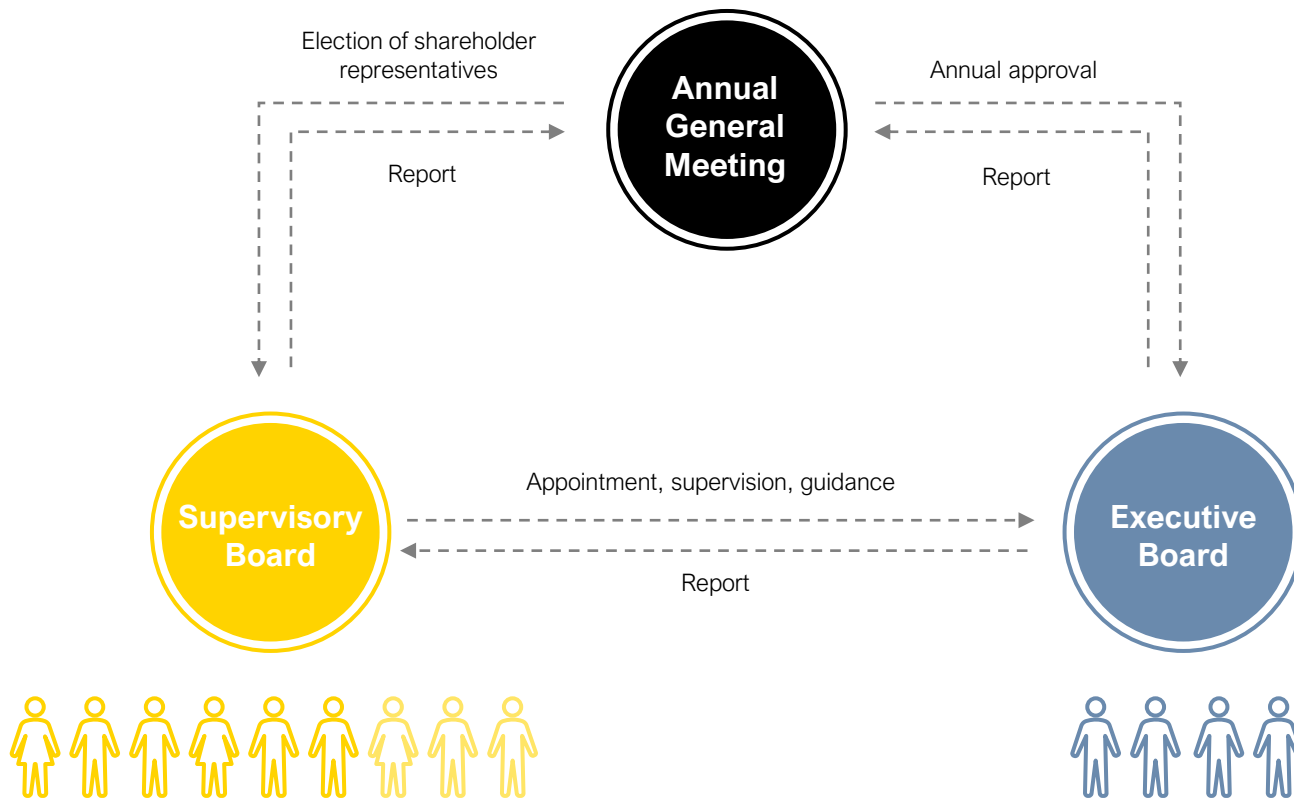 Election of shareholder
representatives
Annual approval
Annual
General
Meeting
Report
Report
Appointment, supervision, guidance
Supervisory
Board
Executive
Board
Report